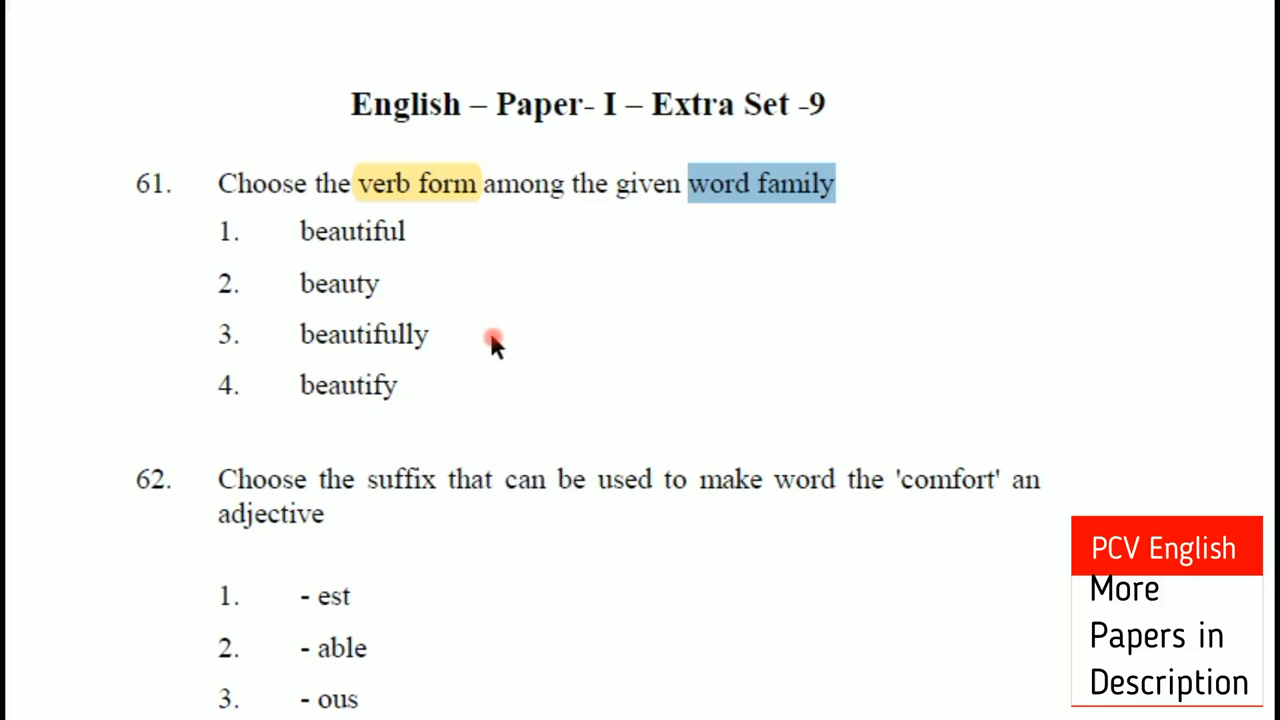 English – Paper- I – Extra Set -9
61. Choose the verb form among the given word family
1. beautiful
2. beauty
3. beautifully
4. beautify
62. Choose the suffix that can be used to make word the 'comfort' an
adjective
1. - est
2. - able
3. - ous
PCV English
More
Papers in
Description